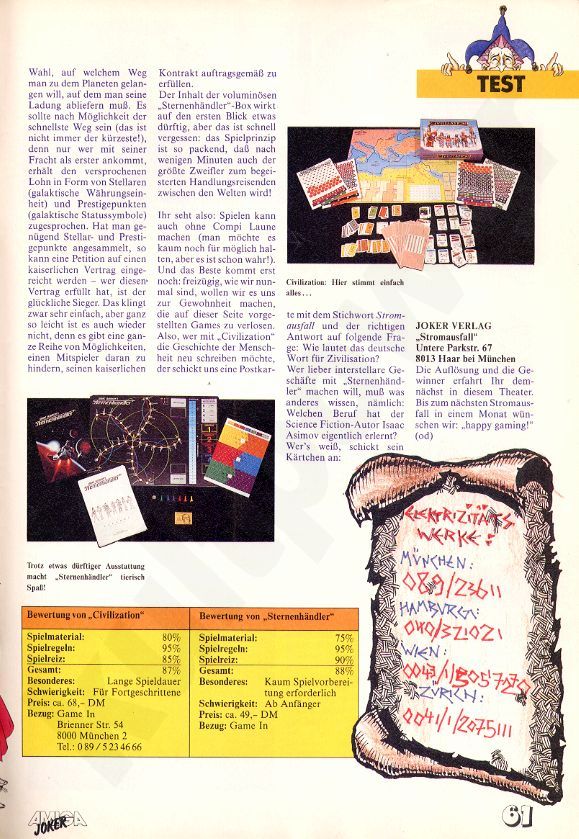 Wahl, auf welchem Weg
man zu dem Planeten gelan-
gen will, auf dem man seine
Ladung abliefern muß. Es
sollte nach Möglichkeit der
schnellste Weg sein (das ist
nicht immer der kürzeste!),
denn nur wer mit seiner
Fracht als erster ankommt,
erhält den versprochenen
Lohn in Form von Stellaren
(galaktische Währungsein-
heit) und Prestigepunkten
(galaktische Statussymbole)
zugesprochen. Hat man ge-
nügend Stellar- und Presti-
gepunkte angesammelt, so
kann eine Petition auf einen
kaiserlichen Vertrag einge-
reicht werden – wer diesen
Vertrag erfüllt hat, ist der
glückliche Sieger. Das klingt
zwar sehr einfach, aber ganz
so leicht ist es auch wieder
nicht, denn es gibt eine gan-
ze Reihe von Möglichkeiten,
einen Mitspieler daran zu
hindern, seinen kaiserlichen
Kontrakt auftragsgemäß zu
erfüllen.
Der Inhalt der voluminösen
„Sternenhändler“-Box wirkt
auf den ersten Blick etwas
dürftig, aber das ist schnell
vergessen: das Spielprinzip
ist so packend, daß nach
wenigen Minuten auch der
größte Zweifler zum begei-
sterten Handlungsreisenden
zwischen den Welten wird!
Ihr seht also: Spielen kann
auch ohne Compi Laune
machen (man möchte es
kaum noch für möglich hal-
ten, aber es ist schon wahr!).
Und das Beste kommt erst
noch: freizügig, wie wir nun-
mal sind, wollen wir es uns
zur Gewohnheit machen,
die auf dieser Seite vorge-
stellten Games zu verlosen.
Also, wer mit „Civilization“
die Geschichte der Mensch-
heit neu schreiben möchte,
der schickt uns eine Postkar-
TEST
Civilization: Hier stimmt einfach
alles...
te mit dem Stichwort Strom-
ausfall und der richtigen
Antwort auf folgende Fra-
ge: Wie lautet das deutsche
Wort für Zivilisation?
Wer lieber interstellare Ge-
schäfte mit „Sternenhänd-
ler“ machen will, muß was
anderes wissen, nämlich:
Welchen Beruf hat der
Science Fiction-Autor Isaac
Asimov eigentlich erlernt?
Wer's weiß, schickt sein
Kärtchen an:
JOKER VERLAG
„Stromausfall“
Untere Parkstr. 67
8013 Haar bei München
Die Auflösung und die Ge-
winner erfahrt Ihr dem-
nächst in diesem Theater.
Bis zum nächsten Stromaus-
fall in einem Monat wün-
schen wir: „happy gaming!“
(od)
Sternenhändler
Sternenhändler
Trotz etwas dürftiger Ausstattung
macht „Sternenhändler“ tierisch
Spaß!
Bewertung von „Civilization“
Spielmaterial: 80%
Spielregeln: 95%
Spielreiz: 85%
Gesamt: 87%
Besonderes: Lange Spieldauer
Schwierigkeit: Für Fortgeschrittene
Preis: ca. 68,– DM
Bezug: Game In
Brienner Str. 54
8000 München 2
Tel.: 0 89 / 5 23 46 66
Bewertung von „Sternenhändler“
Spielmaterial: 75%
Spielregeln: 95%
Spielreiz: 90%
Gesamt: 88%
Besonderes: Kaum Spielvorberei-
tung erforderlich
Schwierigkeit: Ab Anfänger
Preis: ca. 49,– DM
Bezug: Game In
ELEKTRIZITÄTS
WERKE:
MÜNCHEN:
089/23611
HAMBURG:
040/321021
WIEN:
ZÜRICH:
AMIGA
JOKER
61